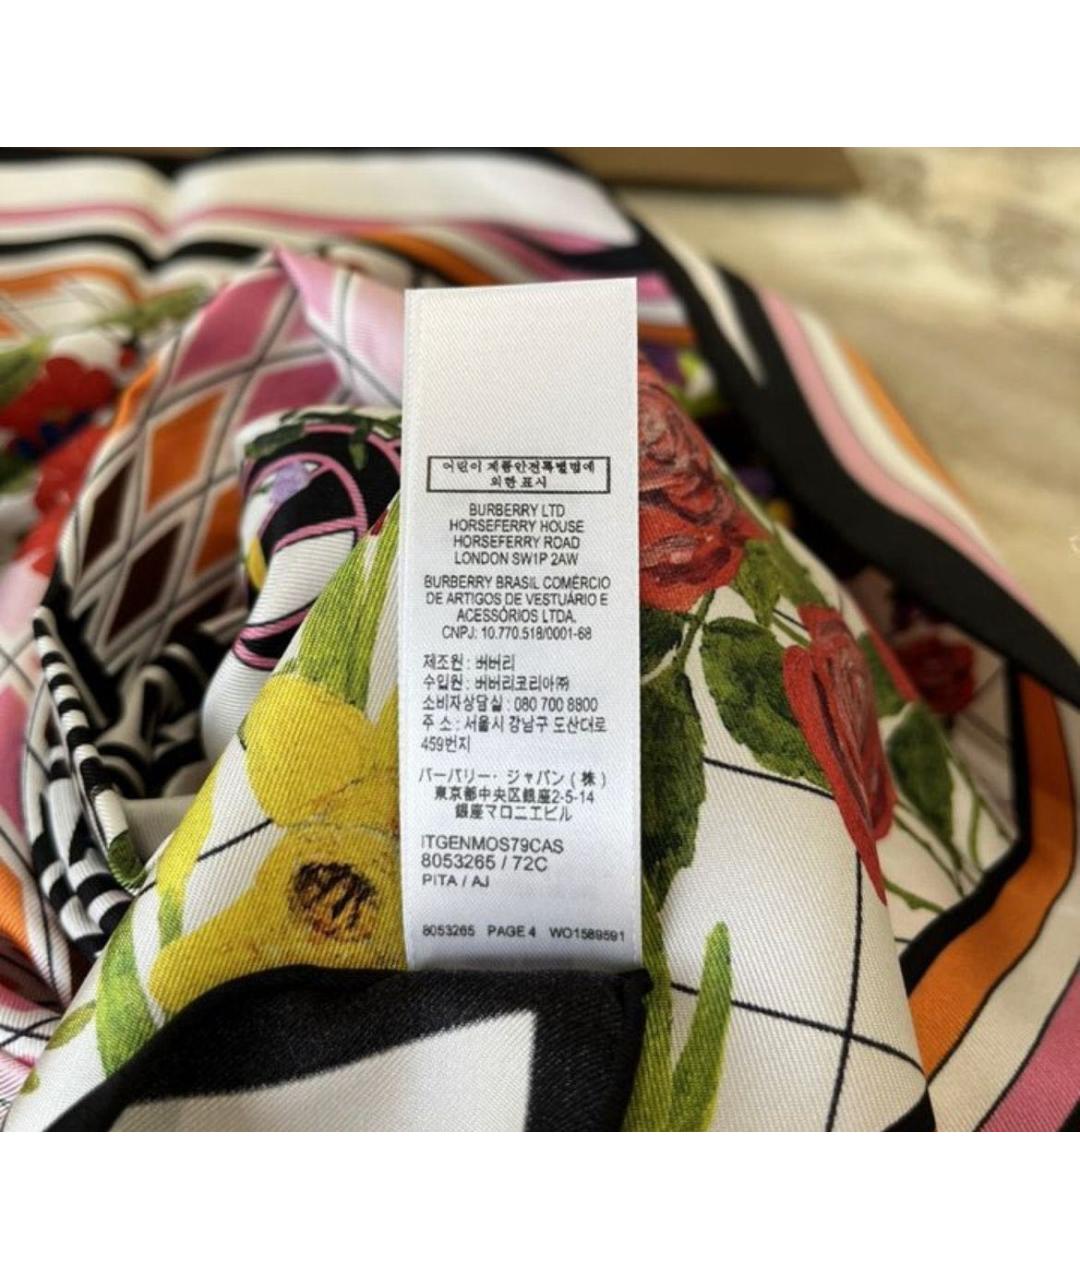 어린이 제품안전특별법에
의한 표시
BURBERRY LTD
HORSEFERRY HOUSE
HORSEFERRY ROAD
LONDON SW1P 2AW
BURBERRY BRASIL COMÉRCIO
DE ARTIGOS DE VESTUÁRIO E
ACESSÓRIOS LTDA.
CNPJ: 10.770.518/0001-68
제조원 : 버버리
수입원 : 버버리코리아㈜
소비자상담실 : 080 700 8800
주 소 : 서울시 강남구 도산대로
459번지
バーバリー・ジャパン ( 株 )
東京都中央区銀座2-5-14
銀座マロニエビル
ITGENMOS79CAS
8053265 / 72C
PITA / AJ
8053265 PAGE 4 WO1589591